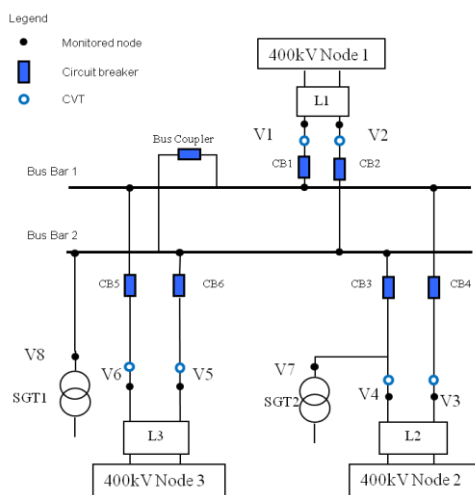 Legend
Monitored node
Circuit breaker
CVT
400kV Node 1
L1
V1
V2
Bus Coupler
CB1
CB2
Bus Bar 1
Bus Bar 2
CB5
CB6
CB3
CB4
V8
V6
V5
V7
V4
V3
SGT1
SGT2
L3
L2
400kV Node 3
400kV Node 2